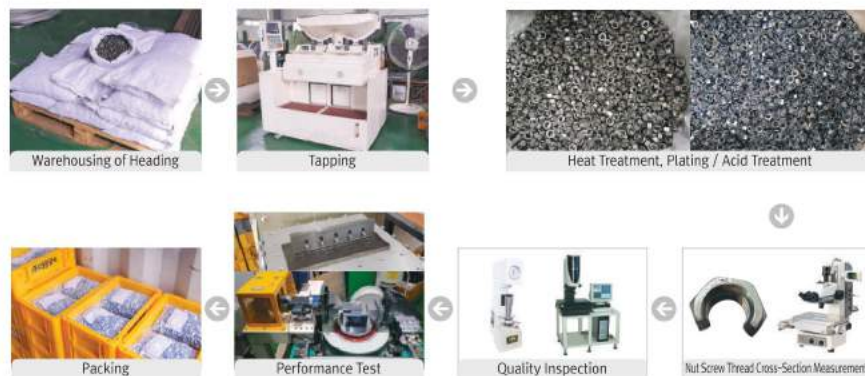 Warehousing of Heading
Tapping
Heat Treatment, Plating / Acid Treatment
Packing
Performance Test
Quality Inspection
Nut Screw Thread Cross-Section Measurement